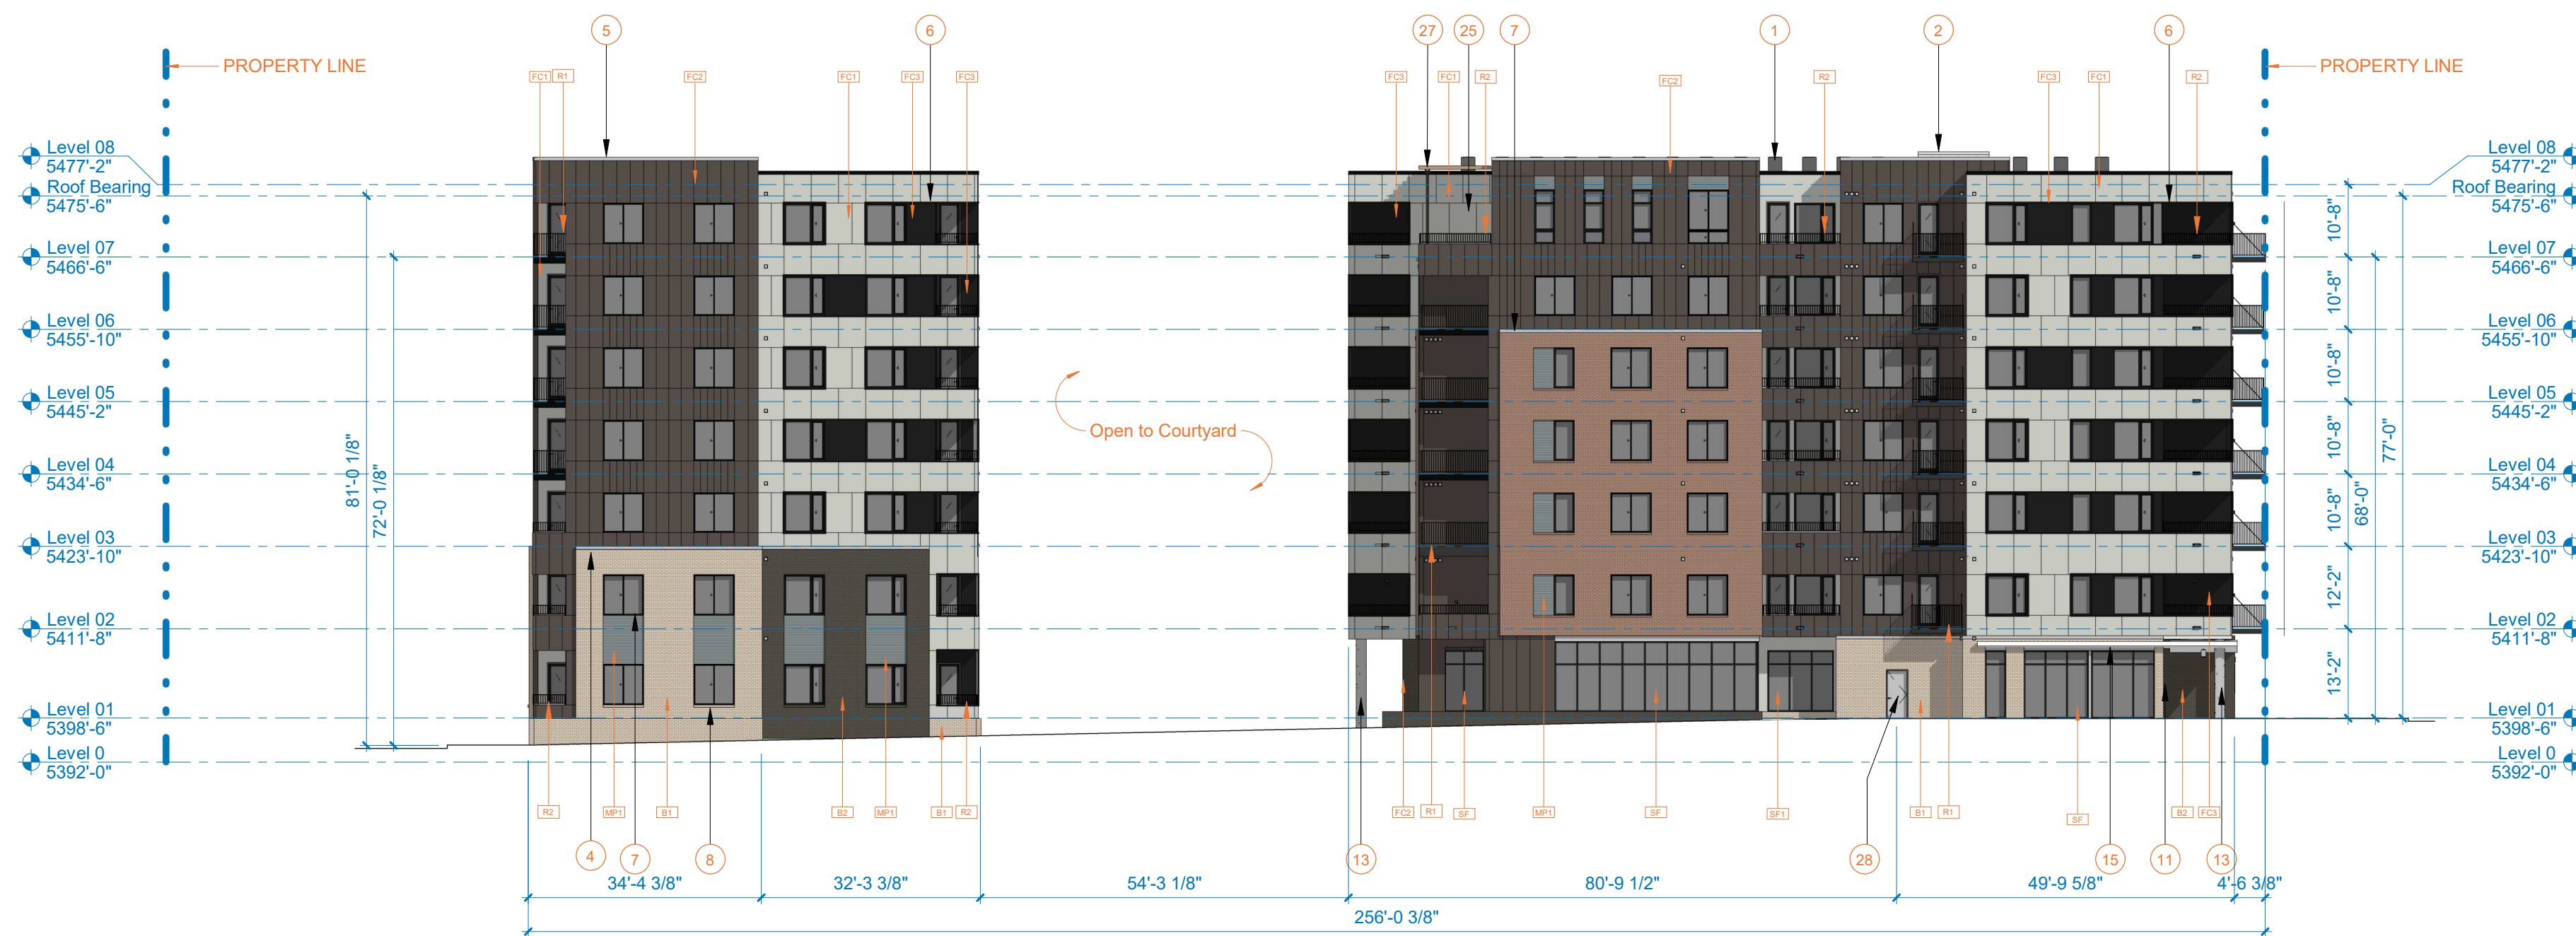 5
6
27
25
7
1
2
6
PROPERTY LINE
PROPERTY LINE
FC1
R1
FC2
FC1
FC3
FC3
FC3
FC1
R2
FC2
R2
FC3
FC1
R2
Level 08
5477'-2"
Roof Bearing
5475'-6"
Level 07
5466'-6"
Level 06
5455'-10"
Level 05
5445'-2"
Level 04
5434'-6"
Level 03
5423'-10"
Level 02
5411'-8"
Level 01
5398'-6"
Level 0
5392'-0"
81'-0 1/8"
72'-0 1/8"
Open to Courtyard
10'-8"
10'-8"
10'-8"
10'-8"
10'-8"
12'-2"
13'-2"
68'-0"
77'-0"
Level 08
5477'-2"
Roof Bearing
5475'-6"
Level 07
5466'-6"
Level 06
5455'-10"
Level 05
5445'-2"
Level 04
5434'-6"
Level 03
5423'-10"
Level 02
5411'-8"
Level 01
5398'-6"
Level 0
5392'-0"
R2
MP1
B1
B2
MP1
B1
R2
FC2
R1
SF
MP1
SF
SF1
B1
R1
SF
B2
FC3
4
7
8
13
28
15
11
13
34'-4 3/8"
32'-3 3/8"
54'-3 1/8"
80'-9 1/2"
49'-9 5/8"
4'-6 3/8"
256'-0 3/8"